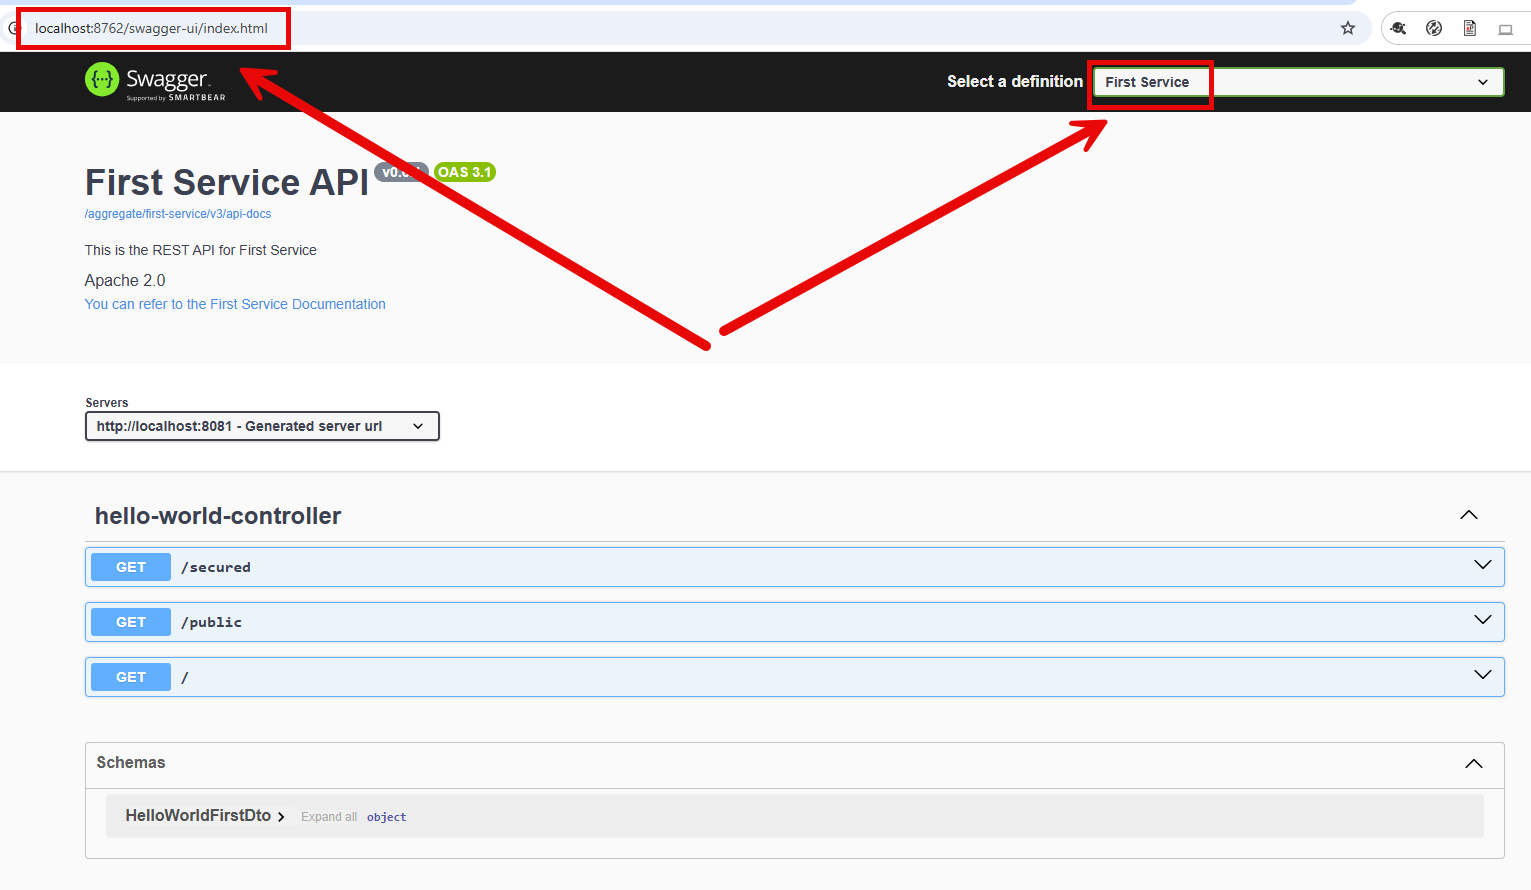 localhost:8762/swagger-ui/index.html
Swagger
Supported by SMARTBEAR
Select a definition
First Service
First Service API
OAS 3.1
/aggregate/first-service/v3/api-docs
This is the REST API for First Service
Apache 2.0
You can refer to the First Service Documentation
Servers
http://localhost:8081 - Generated server url
hello-world-controller
GET /secured
GET /public
GET /
Schemas
HelloWorldFirstDto Expand all object